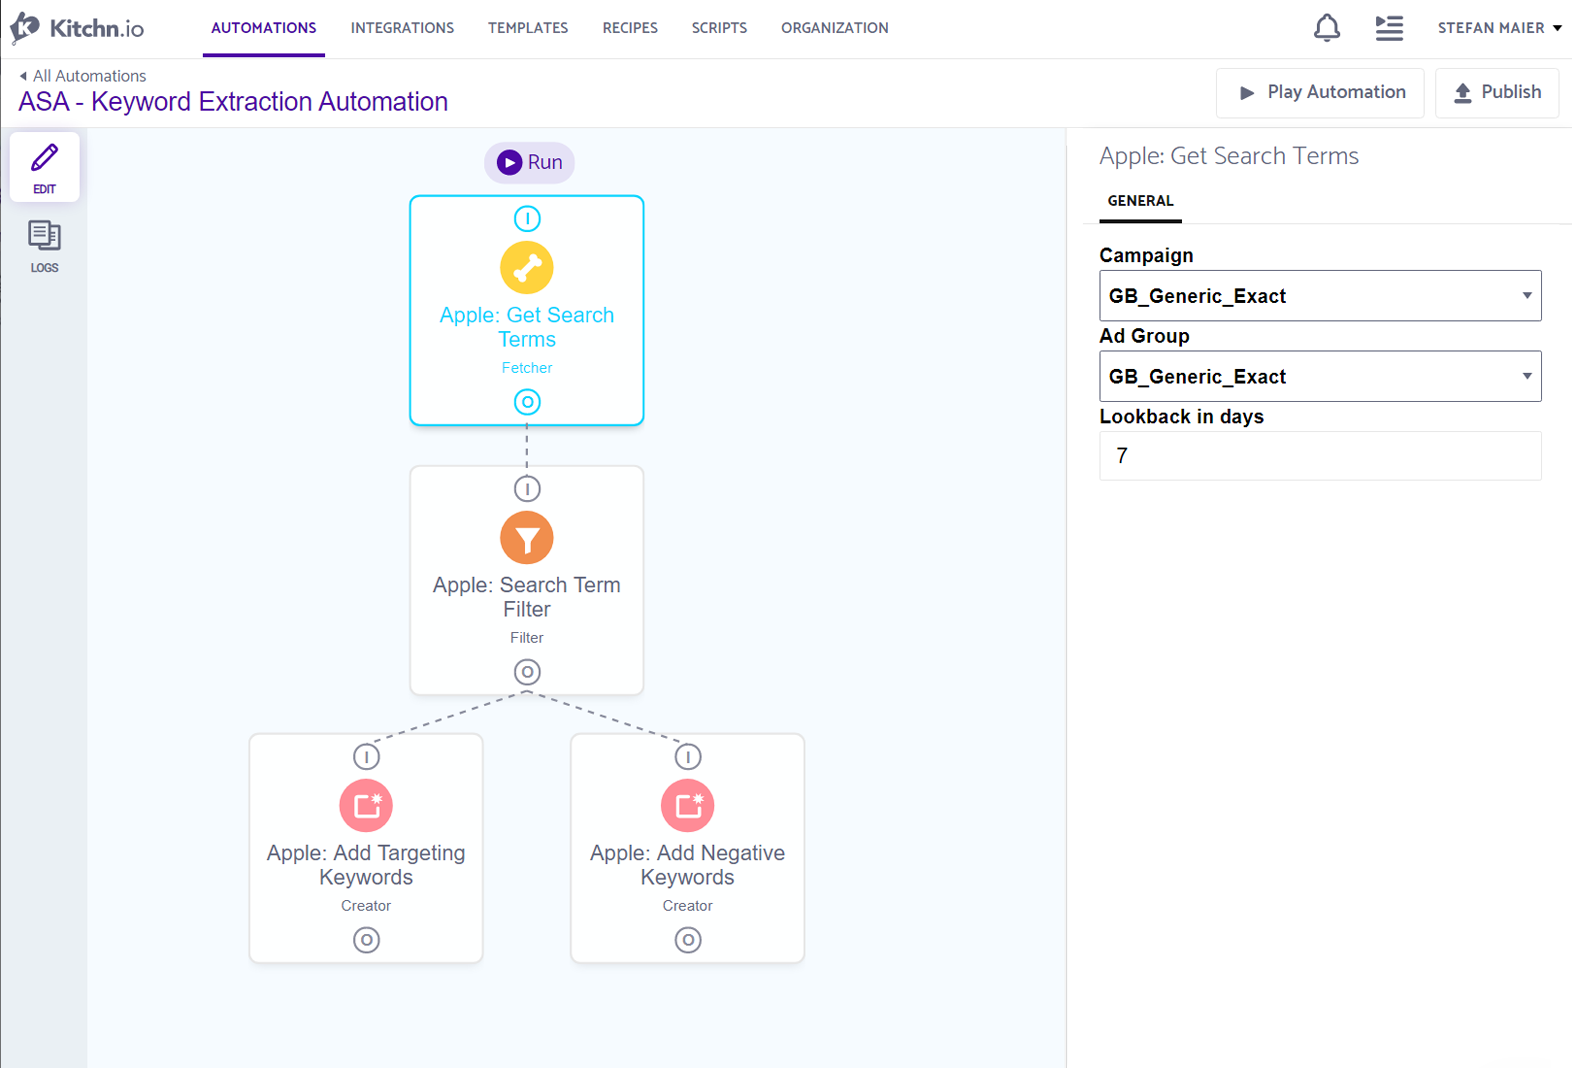 Kitchn.io
AUTOMATIONS INTEGRATIONS TEMPLATES RECIPES SCRIPTS ORGANIZATION STEFAN MAIER
All Automations
ASA - Keyword Extraction Automation
Play Automation
Publish
EDIT
LOGS
Run
I
Apple: Get Search
Terms
Fetcher
O
I
Apple: Search Term
Filter
Filter
O
I
Apple: Add Targeting
Keywords
Creator
O
I
Apple: Add Negative
Keywords
Creator
O
Apple: Get Search Terms
GENERAL
Campaign
GB_Generic_Exact
Ad Group
GB_Generic_Exact
Lookback in days
7